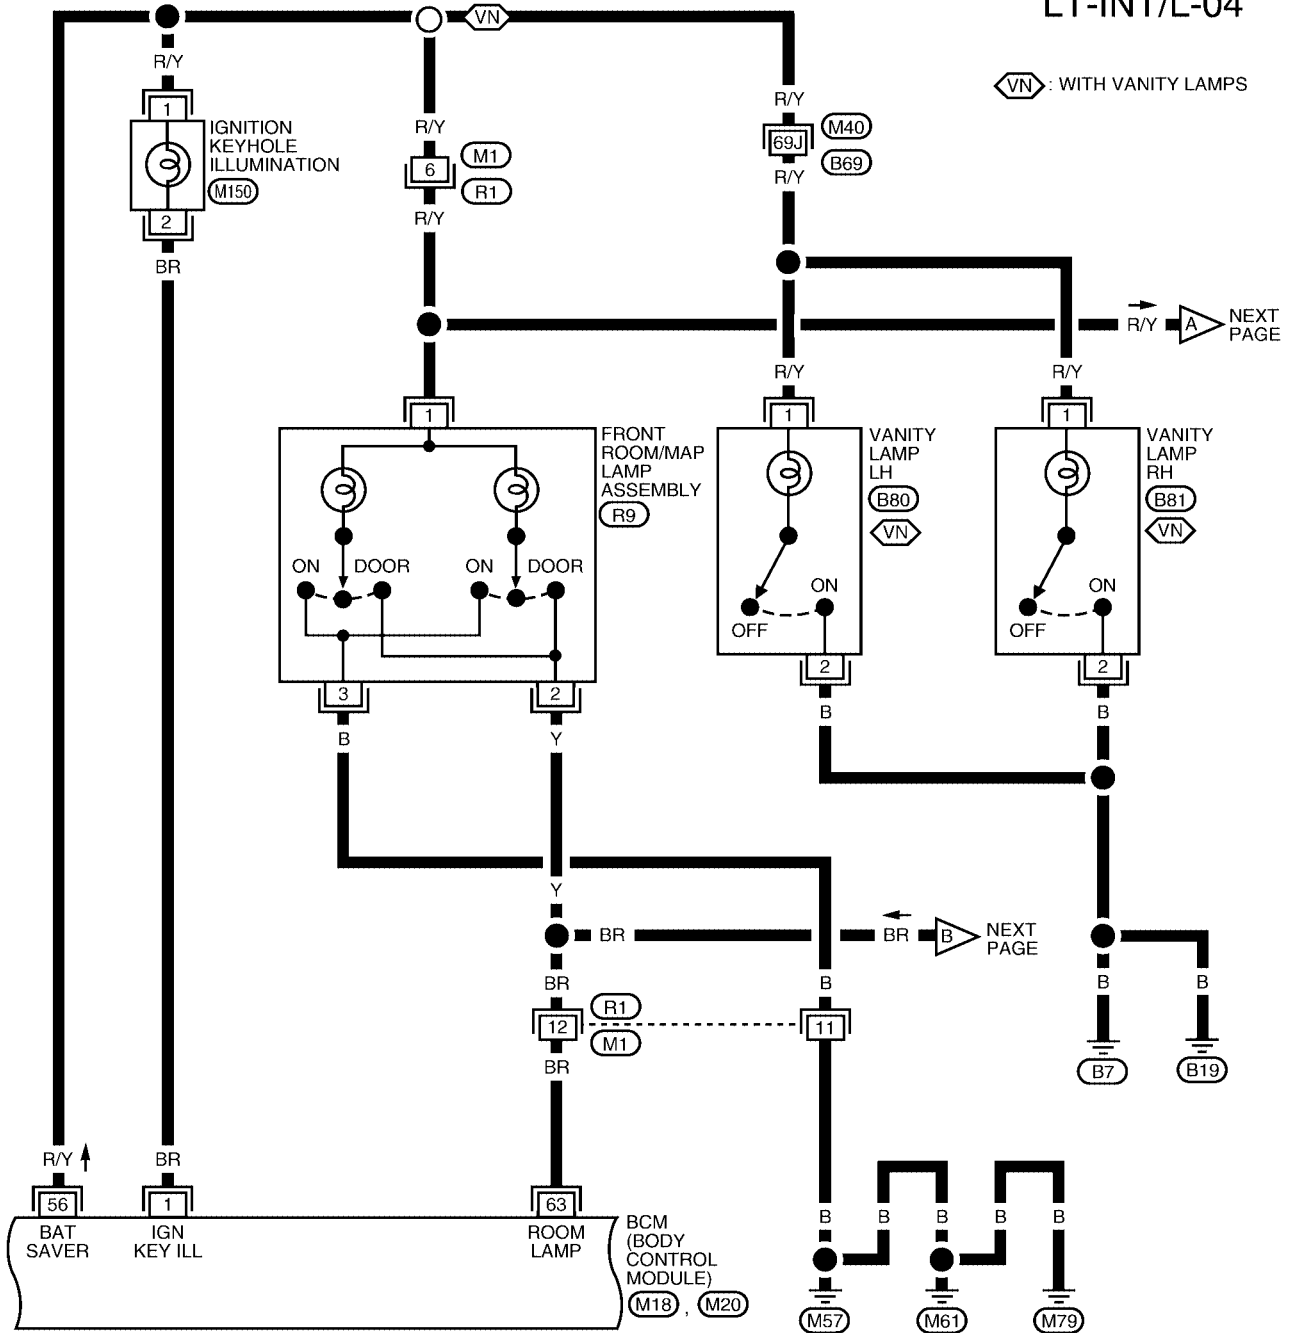 LT-INT/L-04
VN
VN : WITH VANITY LAMPS
R/Y
R/Y
R/Y
1
IGNITION
KEYHOLE
ILLUMINATION
M150
2
BR
6
M1
R1
R/Y
69J
M40
B69
R/Y
R/Y
A
NEXT
PAGE
R/Y
R/Y
1
1
1
FRONT
ROOM/MAP
LAMP
ASSEMBLY
R9
ON
DOOR
ON
DOOR
3
2
VANITY
LAMP
LH
B80
VN
ON
OFF
2
VANITY
LAMP
RH
B81
VN
ON
OFF
2
B
Y
B
B
Y
BR
BR
B
NEXT
PAGE
BR
B
B
B
12
R1
M1
11
BR
B7
B19
R/Y
BR
56
1
63
BAT
SAVER
IGN
KEY ILL
ROOM
LAMP
BCM
(BODY
CONTROL
MODULE)
M18 , M20
B
B
B
B
B
M57
M61
M79